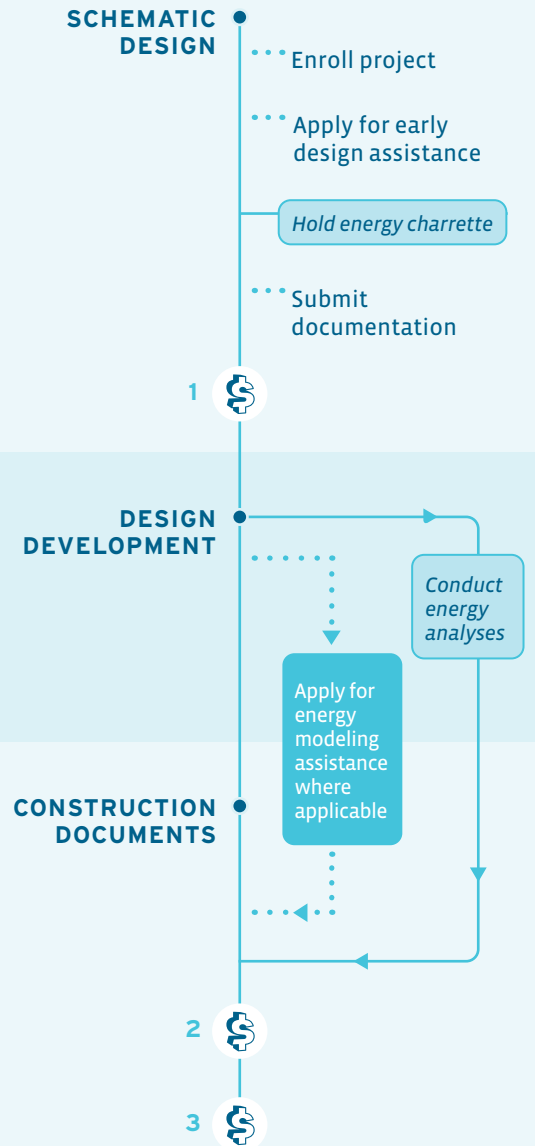 SCHEMATIC
DESIGN
Enroll project
Apply for early
design assistance
Hold energy charrette
Submit
documentation
1 $
DESIGN
DEVELOPMENT
Conduct
energy
analyses
Apply for
energy
modeling
assistance
where
applicable
CONSTRUCTION
DOCUMENTS
2 $
3 $